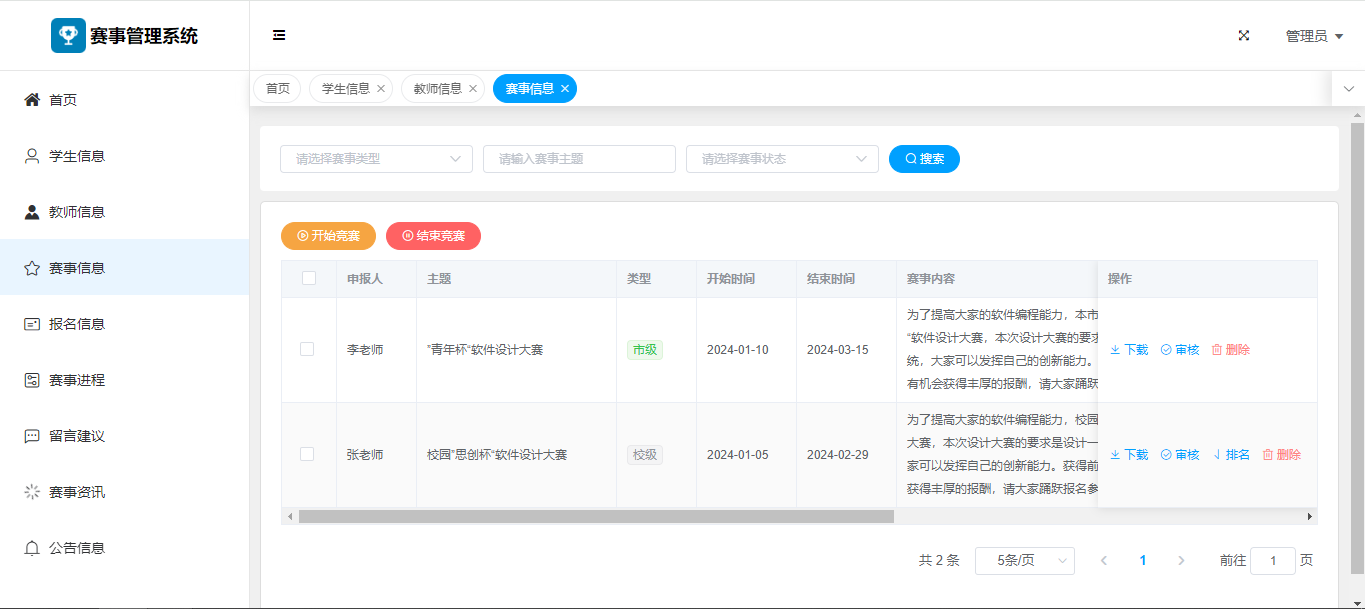 赛事管理系统
管理员
首页
学生信息
教师信息
赛事信息
首页
学生信息
教师信息
赛事信息
报名信息
赛事进程
留言建议
赛事资讯
公告信息
请选择赛事类型
请输入赛事主题
请选择赛事状态
搜索
开始竞赛
结束竞赛
申报人 主题 类型 开始时间 结束时间 赛事内容 操作
李老师 "青年杯"软件设计大赛 市级 2024-01-10 2024-03-15
为了提高大家的软件编程能力，本市
"软件设计大赛，本次设计大赛的要求
统，大家可以发挥自己的创新能力。
有机会获得丰厚的报酬，请大家踊跃
下载 审核 删除
张老师 校园"思创杯"软件设计大赛 校级 2024-01-05 2024-02-29
为了提高大家的软件编程能力，校园
大赛，本次设计大赛的要求是设计一
家可以发挥自己的创新能力。获得前
获得丰厚的报酬，请大家踊跃报名参
下载 审核 排名 删除
共 2 条 5条/页 1 前往 1 页